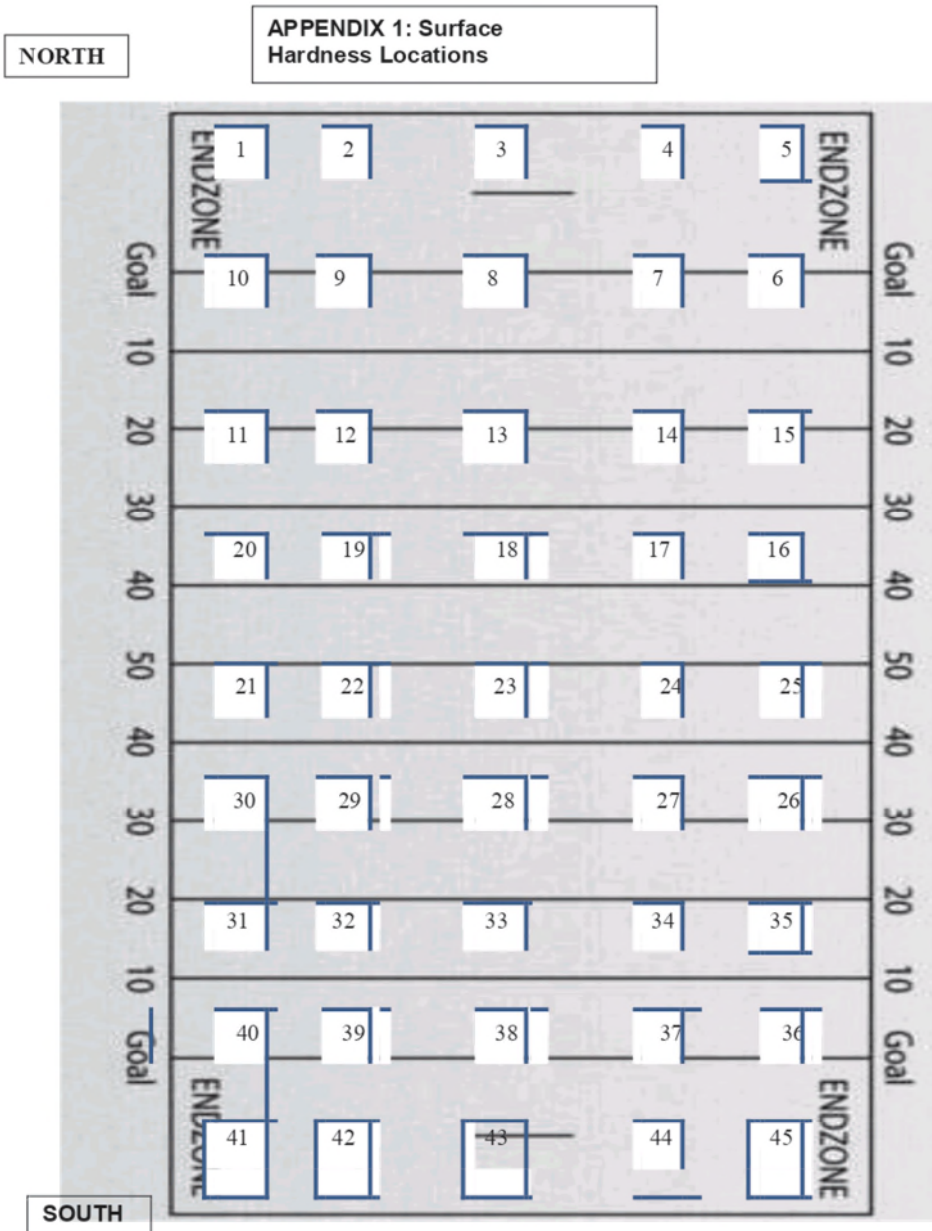 APPENDIX 1: Surface
Hardness Locations
NORTH
ENDZONE 1 2 3 4 5 ENDZONE
Goal 10 9 8 7 6 Goal
10 10
20 11 12 13 14 15 20
30 30
20 19 18 17 16
40 40
50 21 22 23 24 25 50
40 40
30 30 29 28 27 26 30
20 20
31 32 33 34 35
10 10
Goal 40 39 38 37 36 Goal
ENDZONE ENDZONE
41 42 43 44 45
SOUTH